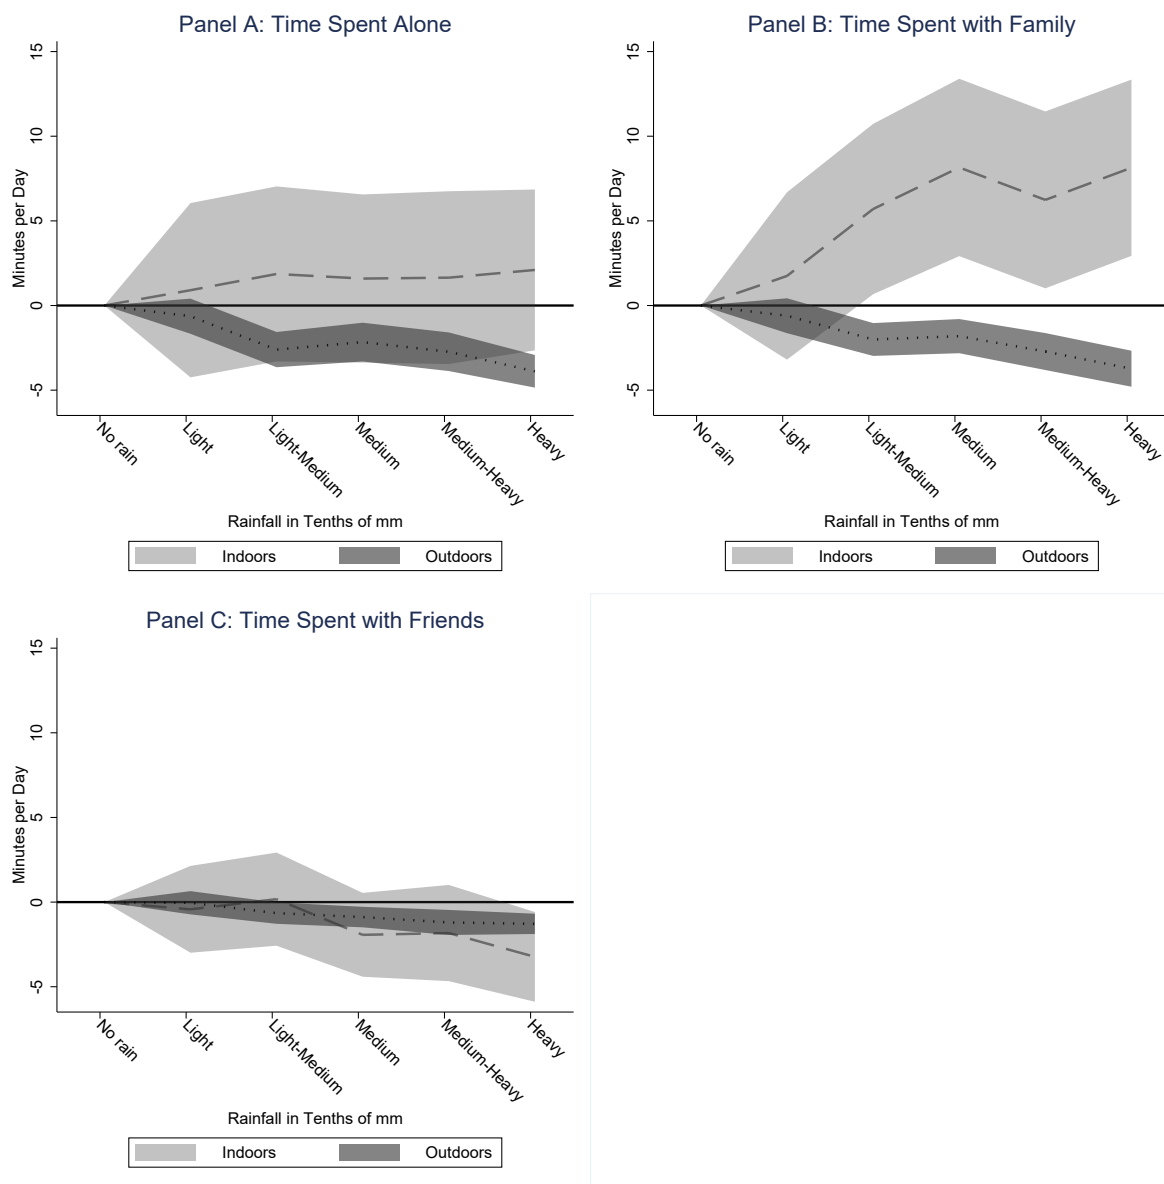 Panel A: Time Spent Alone
Minutes per Day
15
10
5
0
-5
No rain
Light
Light-Medium
Medium
Medium-Heavy
Heavy
Rainfall in Tenths of mm
Indoors Outdoors
Panel B: Time Spent with Family
Minutes per Day
15
10
5
0
-5
No rain
Light
Light-Medium
Medium
Medium-Heavy
Heavy
Rainfall in Tenths of mm
Indoors Outdoors
Panel C: Time Spent with Friends
Minutes per Day
15
10
5
0
-5
No rain
Light
Light-Medium
Medium
Medium-Heavy
Heavy
Rainfall in Tenths of mm
Indoors Outdoors